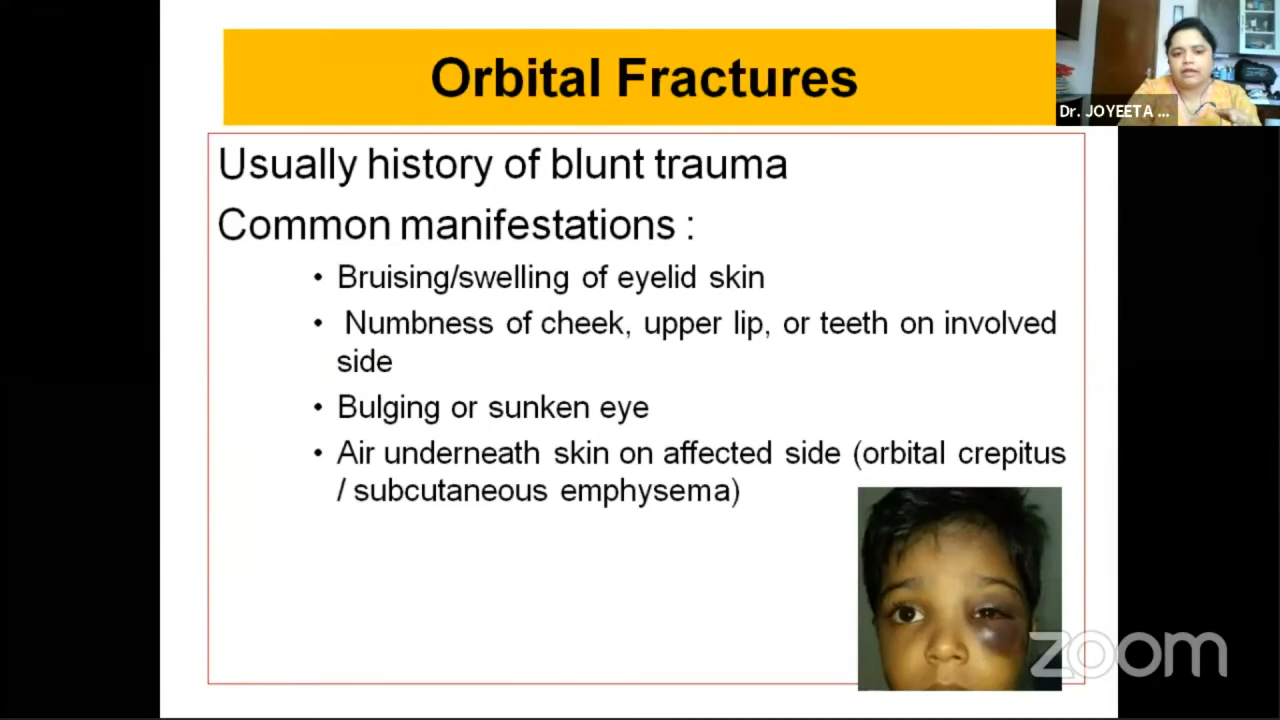 Orbital Fractures
Dr. JOYEETA ...
Usually history of blunt trauma
Common manifestations :
• Bruising/swelling of eyelid skin
• Numbness of cheek, upper lip, or teeth on involved
side
• Bulging or sunken eye
• Air underneath skin on affected side (orbital crepitus
/ subcutaneous emphysema)
zoom